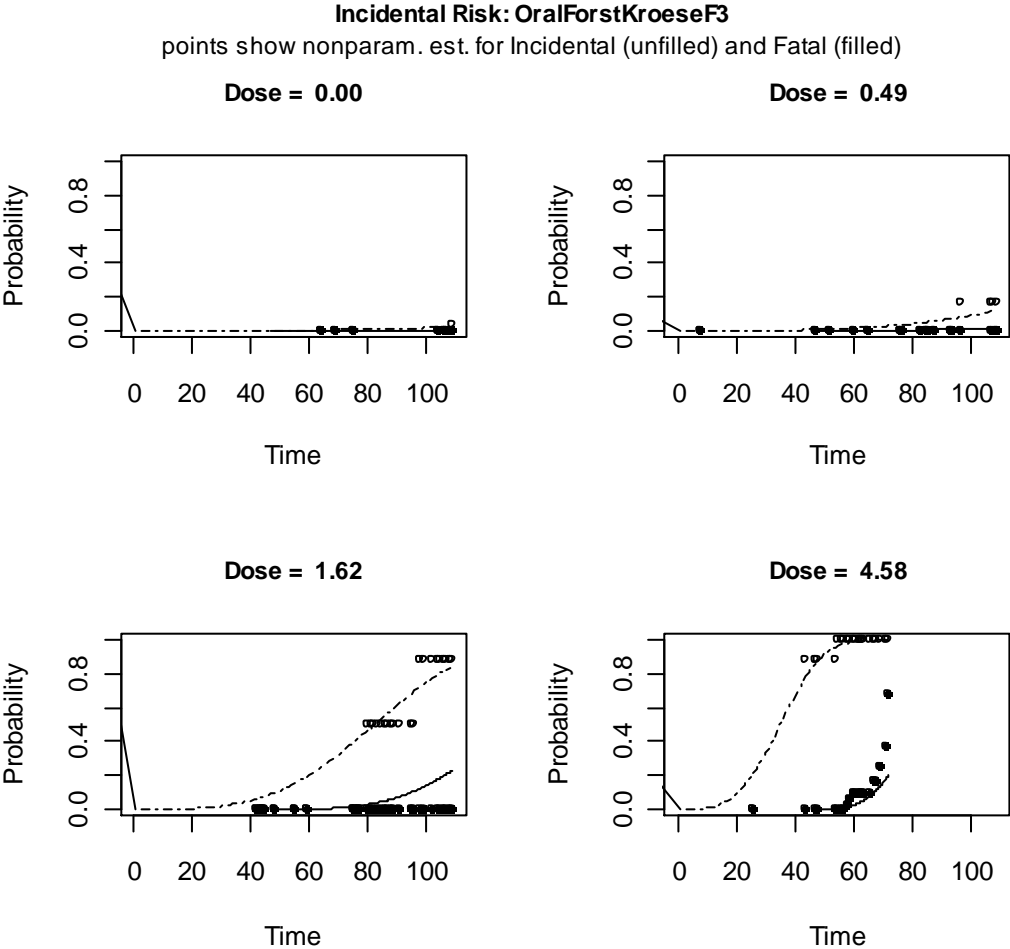 Incidental Risk: OralForstKroeseF3
points show nonparam. est. for Incidental (unfilled) and Fatal (filled)
Dose = 0.00
Probability
0.0 0.4 0.8
0 20 40 60 80 100
Time
Dose = 0.49
Probability
0.0 0.4 0.8
0 20 40 60 80 100
Time
Dose = 1.62
Probability
0.0 0.4 0.8
0 20 40 60 80 100
Time
Dose = 4.58
Probability
0.0 0.4 0.8
0 20 40 60 80 100
Time